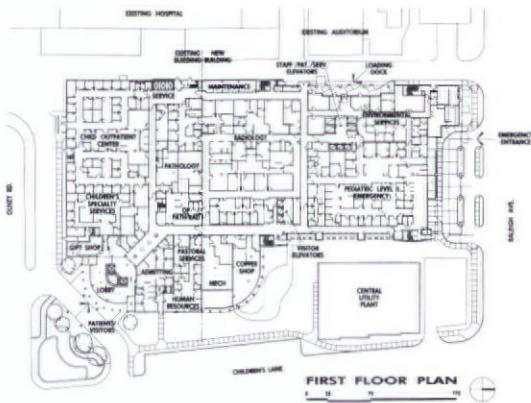 EXISTING HOSPITAL
EXISTING AUDITORIUM
EXISTING NEW
BUILDING BUILDING
STAFF/PAT./SERV.
ELEVATORS
LOADING
DOCK
MAINTENANCE
SERVICE
ENVIRONMENTAL
SERVICES
EMERGENCY
ENTRANCE
CHILD OUTPATIENT
CENTER
RADIOLOGY
PATHOLOGY
OLNEY RD.
PEDIATRIC LEVEL I
EMERGENCY
CHILDREN'S
SPECIALTY
SERVICES
RALEIGH AVE.
GIFT SHOP
PASTORAL
SERVICES
COFFEE
SHOP
VISITOR
ELEVATORS
ADMITTING
LOBBY
MECH
CENTRAL
UTILITY
PLANT
HUMAN
RESOURCES
PATIENTS/
VISITORS
CHILDREN'S LANE
FIRST FLOOR PLAN